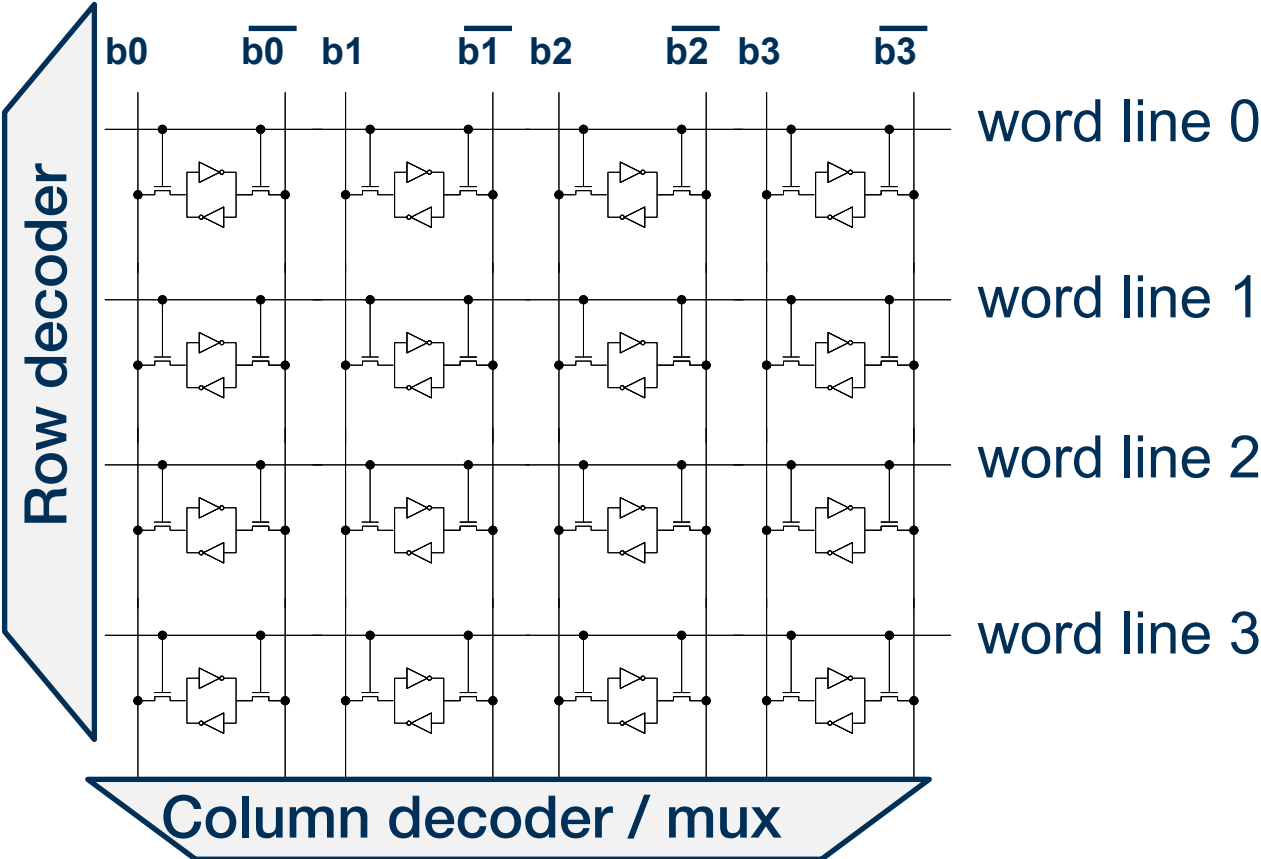 b0 b0̅ b1 b1̅ b2 b2̅ b3 b3̅
word line 0
word line 1
word line 2
word line 3
Row decoder
Column decoder / mux